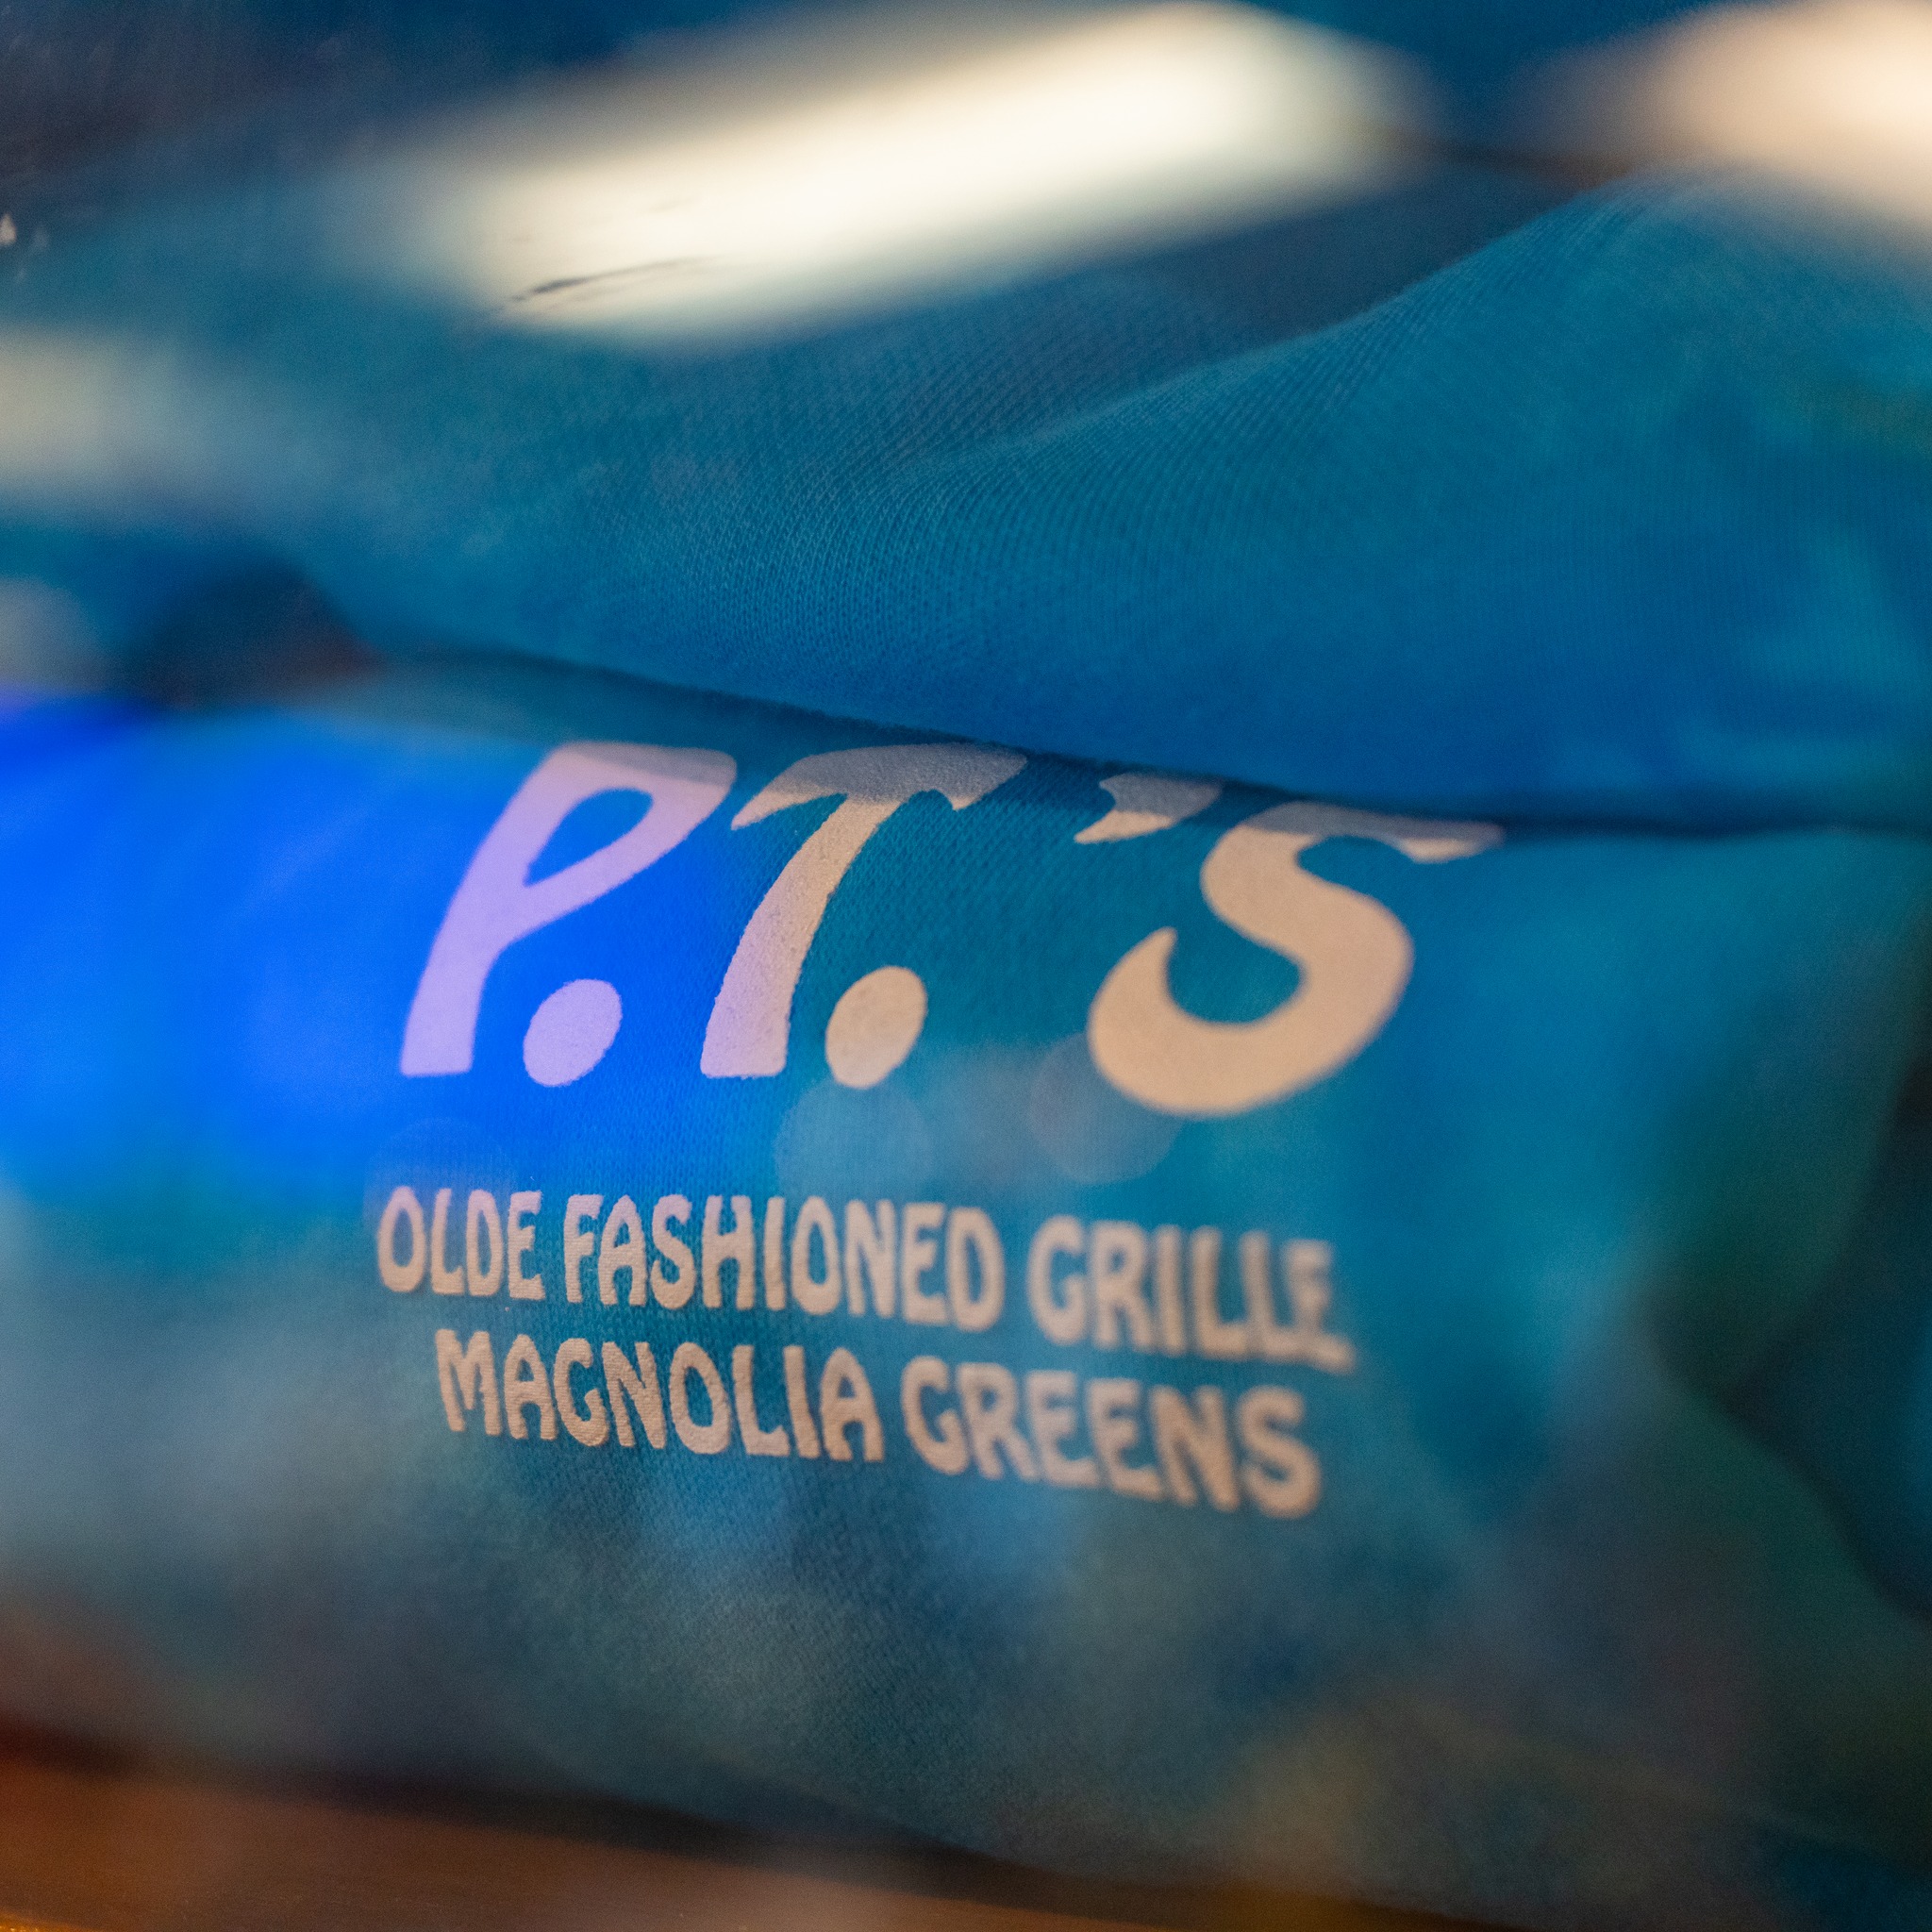 P.T.'S
OLDE FASHIONED GRILLE
MAGNOLIA GREENS